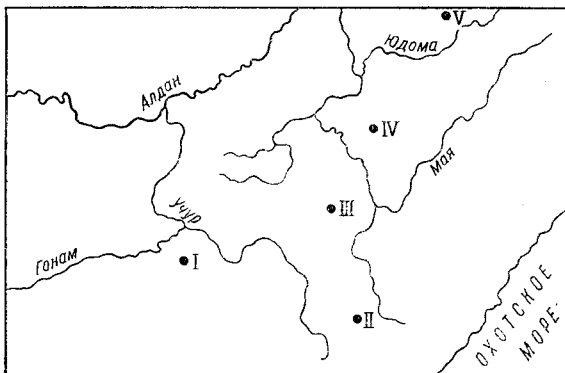 V
Юдома
Алдан
IV
Мая
Учур
III
Гонам
I
II
ОХОТСКОЕ
МОРЕ